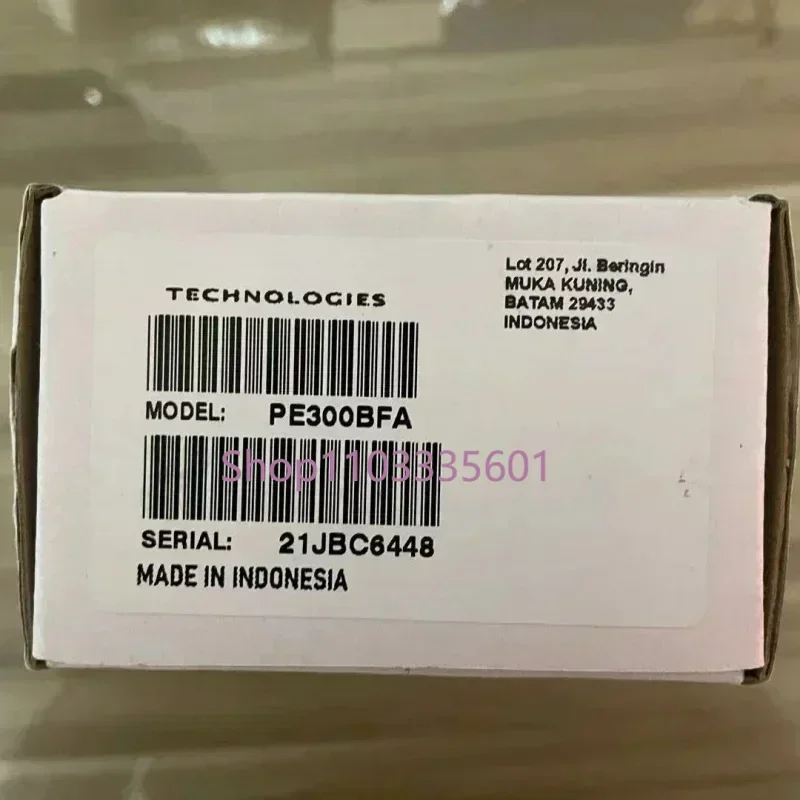 TECHNOLOGIES
Lot 207, Jl. Beringin
MUKA KUNING,
BATAM 29433
INDONESIA
MODEL: PE300BFA
Shop1103335601
SERIAL: 21JBC6448
MADE IN INDONESIA